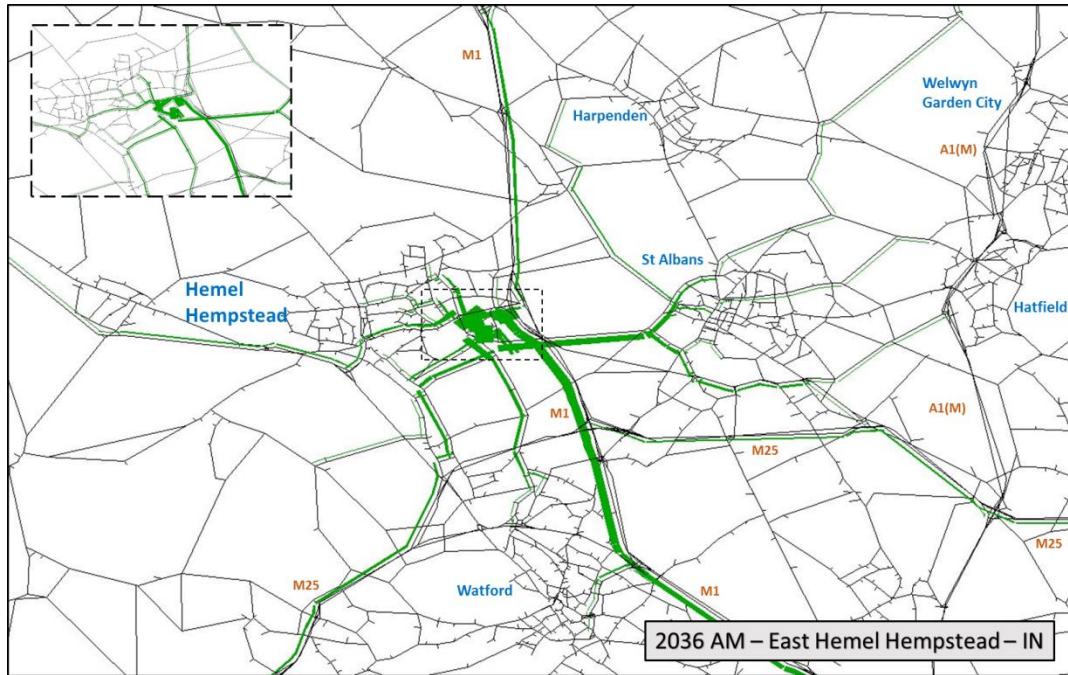 M1
Harpenden
Welwyn
Garden City
A1(M)
St Albans
Hemel
Hempstead
Hatfield
M1
A1(M)
M25
M25
M25
Watford
M1
2036 AM – East Hemel Hempstead – IN